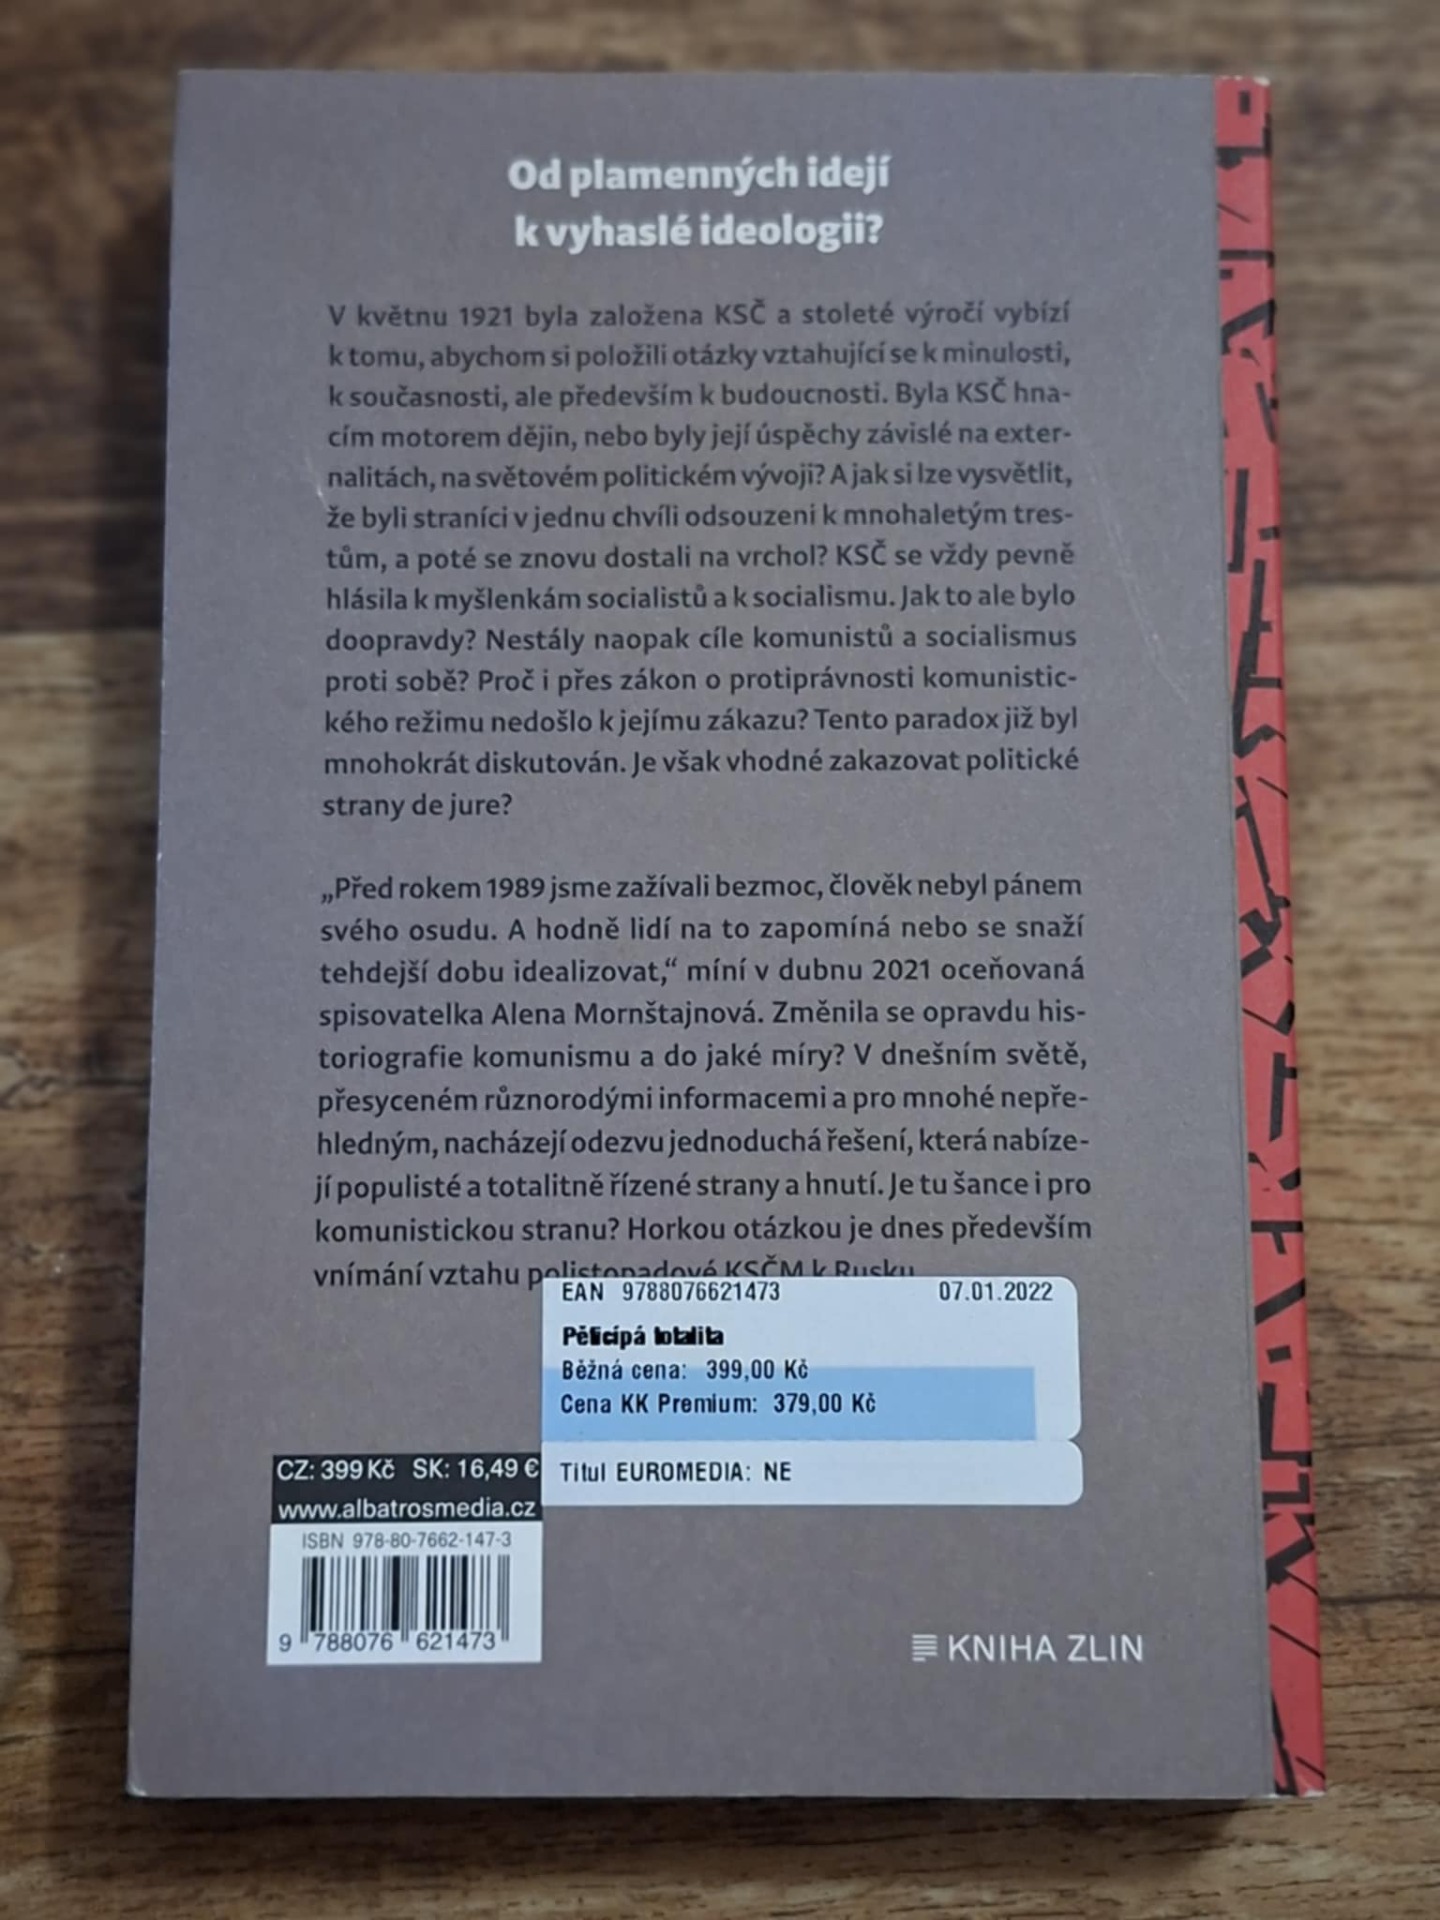 Od plamenných idejí
k vyhaslé ideologii?
V květnu 1921 byla založena KSČ a stoleté výročí vybízí
k tomu, abychom si položili otázky vztahující se k minulosti,
k současnosti, ale především k budoucnosti. Byla KSČ hna-
cím motorem dějin, nebo byly její úspěchy závislé na exter-
nalitách, na světovém politickém vývoji? A jak si lze vysvětlit,
že byli straníci v jednu chvíli odsouzeni k mnohaletým tres-
tům, a poté se znovu dostali na vrchol? KSČ se vždy pevně
hlásila k myšlenkám socialistů a k socialismu. Jak to ale bylo
doopravdy? Nestály naopak cíle komunistů a socialismus
proti sobě? Proč i přes zákon o protiprávnosti komunistic-
kého režimu nedošlo k jejímu zákazu? Tento paradox již byl
mnohokrát diskutován. Je však vhodné zakazovat politické
strany de jure?
„Před rokem 1989 jsme zažívali bezmoc, člověk nebyl pánem
svého osudu. A hodně lidí na to zapomíná nebo se snaží
tehdejší dobu idealizovat,“ míní v dubnu 2021 oceňovaná
spisovatelka Alena Mornštajnová. Změnila se opravdu his-
toriografie komunismu a do jaké míry? V dnešním světě,
přesyceném různorodými informacemi a pro mnohé nepře-
hledným, nacházejí odezvu jednoduchá řešení, která nabíze-
jí populisté a totalitně řízené strany a hnutí. Je tu šance i pro
komunistickou stranu? Horkou otázkou je dnes především
vnímání vztahu polistopadové KSČM k Rusku
EAN 9788076621473 07.01.2022
Pěticípá totalita
Běžná cena: 399,00 Kč
Cena KK Premium: 379,00 Kč
Titul EUROMEDIA: NE
CZ: 399 Kč SK: 16,49 €
www.albatrosmedia.cz
ISBN 978-80-7662-147-3
9 788076 621473
KNIHA ZLIN